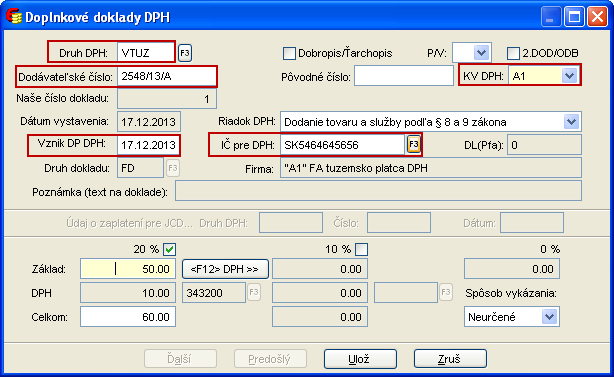 Doplnkové doklady DPH
Druh DPH: VTUZ F3 Dobropis/Ťarchopis P/V: 2.DOD/ODB
Dodávateľské číslo: 2548/13/A Pôvodné číslo: KV DPH: A1
Naše číslo dokladu: 1
Dátum vystavenia: 17.12.2013 Riadok DPH: Dodanie tovaru a služby podľa § 8 a 9 zákona
Vznik DP DPH: 17.12.2013 IČ pre DPH: SK5464645656 F3 DL(Pfa): 0
Druh dokladu: FD F3 Firma: "A1" FA tuzemsko platca DPH
Poznámka (text na doklade):
Údaj o zaplatení pre JCD... Druh DPH: Číslo: Dátum:
20 % 10 % 0 %
Základ: 50.00 <F12> DPH >> 0.00 0.00
DPH 10.00 343200 F3 0.00 F3 Spôsob vykázania:
Celkom: 60.00 0.00 Neurčené
Ďalší Predošlý Ulož Zruš